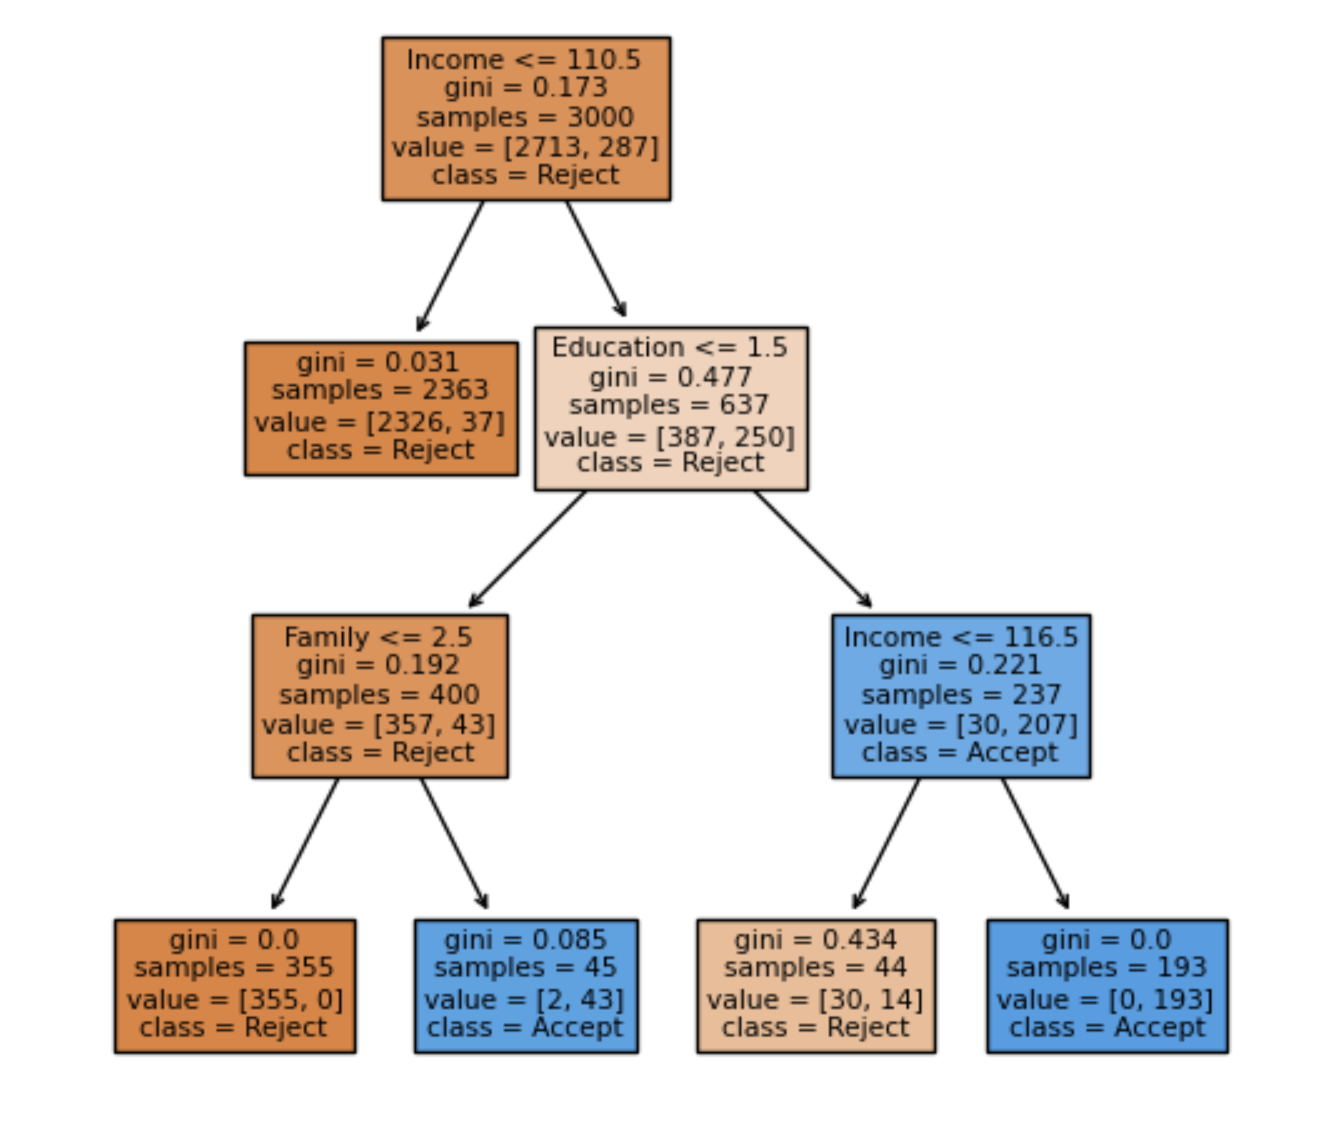 Income <= 110.5
gini = 0.173
samples = 3000
value = [2713, 287]
class = Reject
gini = 0.031
samples = 2363
value = [2326, 37]
class = Reject
Education <= 1.5
gini = 0.477
samples = 637
value = [387, 250]
class = Reject
Family <= 2.5
gini = 0.192
samples = 400
value = [357, 43]
class = Reject
Income <= 116.5
gini = 0.221
samples = 237
value = [30, 207]
class = Accept
gini = 0.0
samples = 355
value = [355, 0]
class = Reject
gini = 0.085
samples = 45
value = [2, 43]
class = Accept
gini = 0.434
samples = 44
value = [30, 14]
class = Reject
gini = 0.0
samples = 193
value = [0, 193]
class = Accept